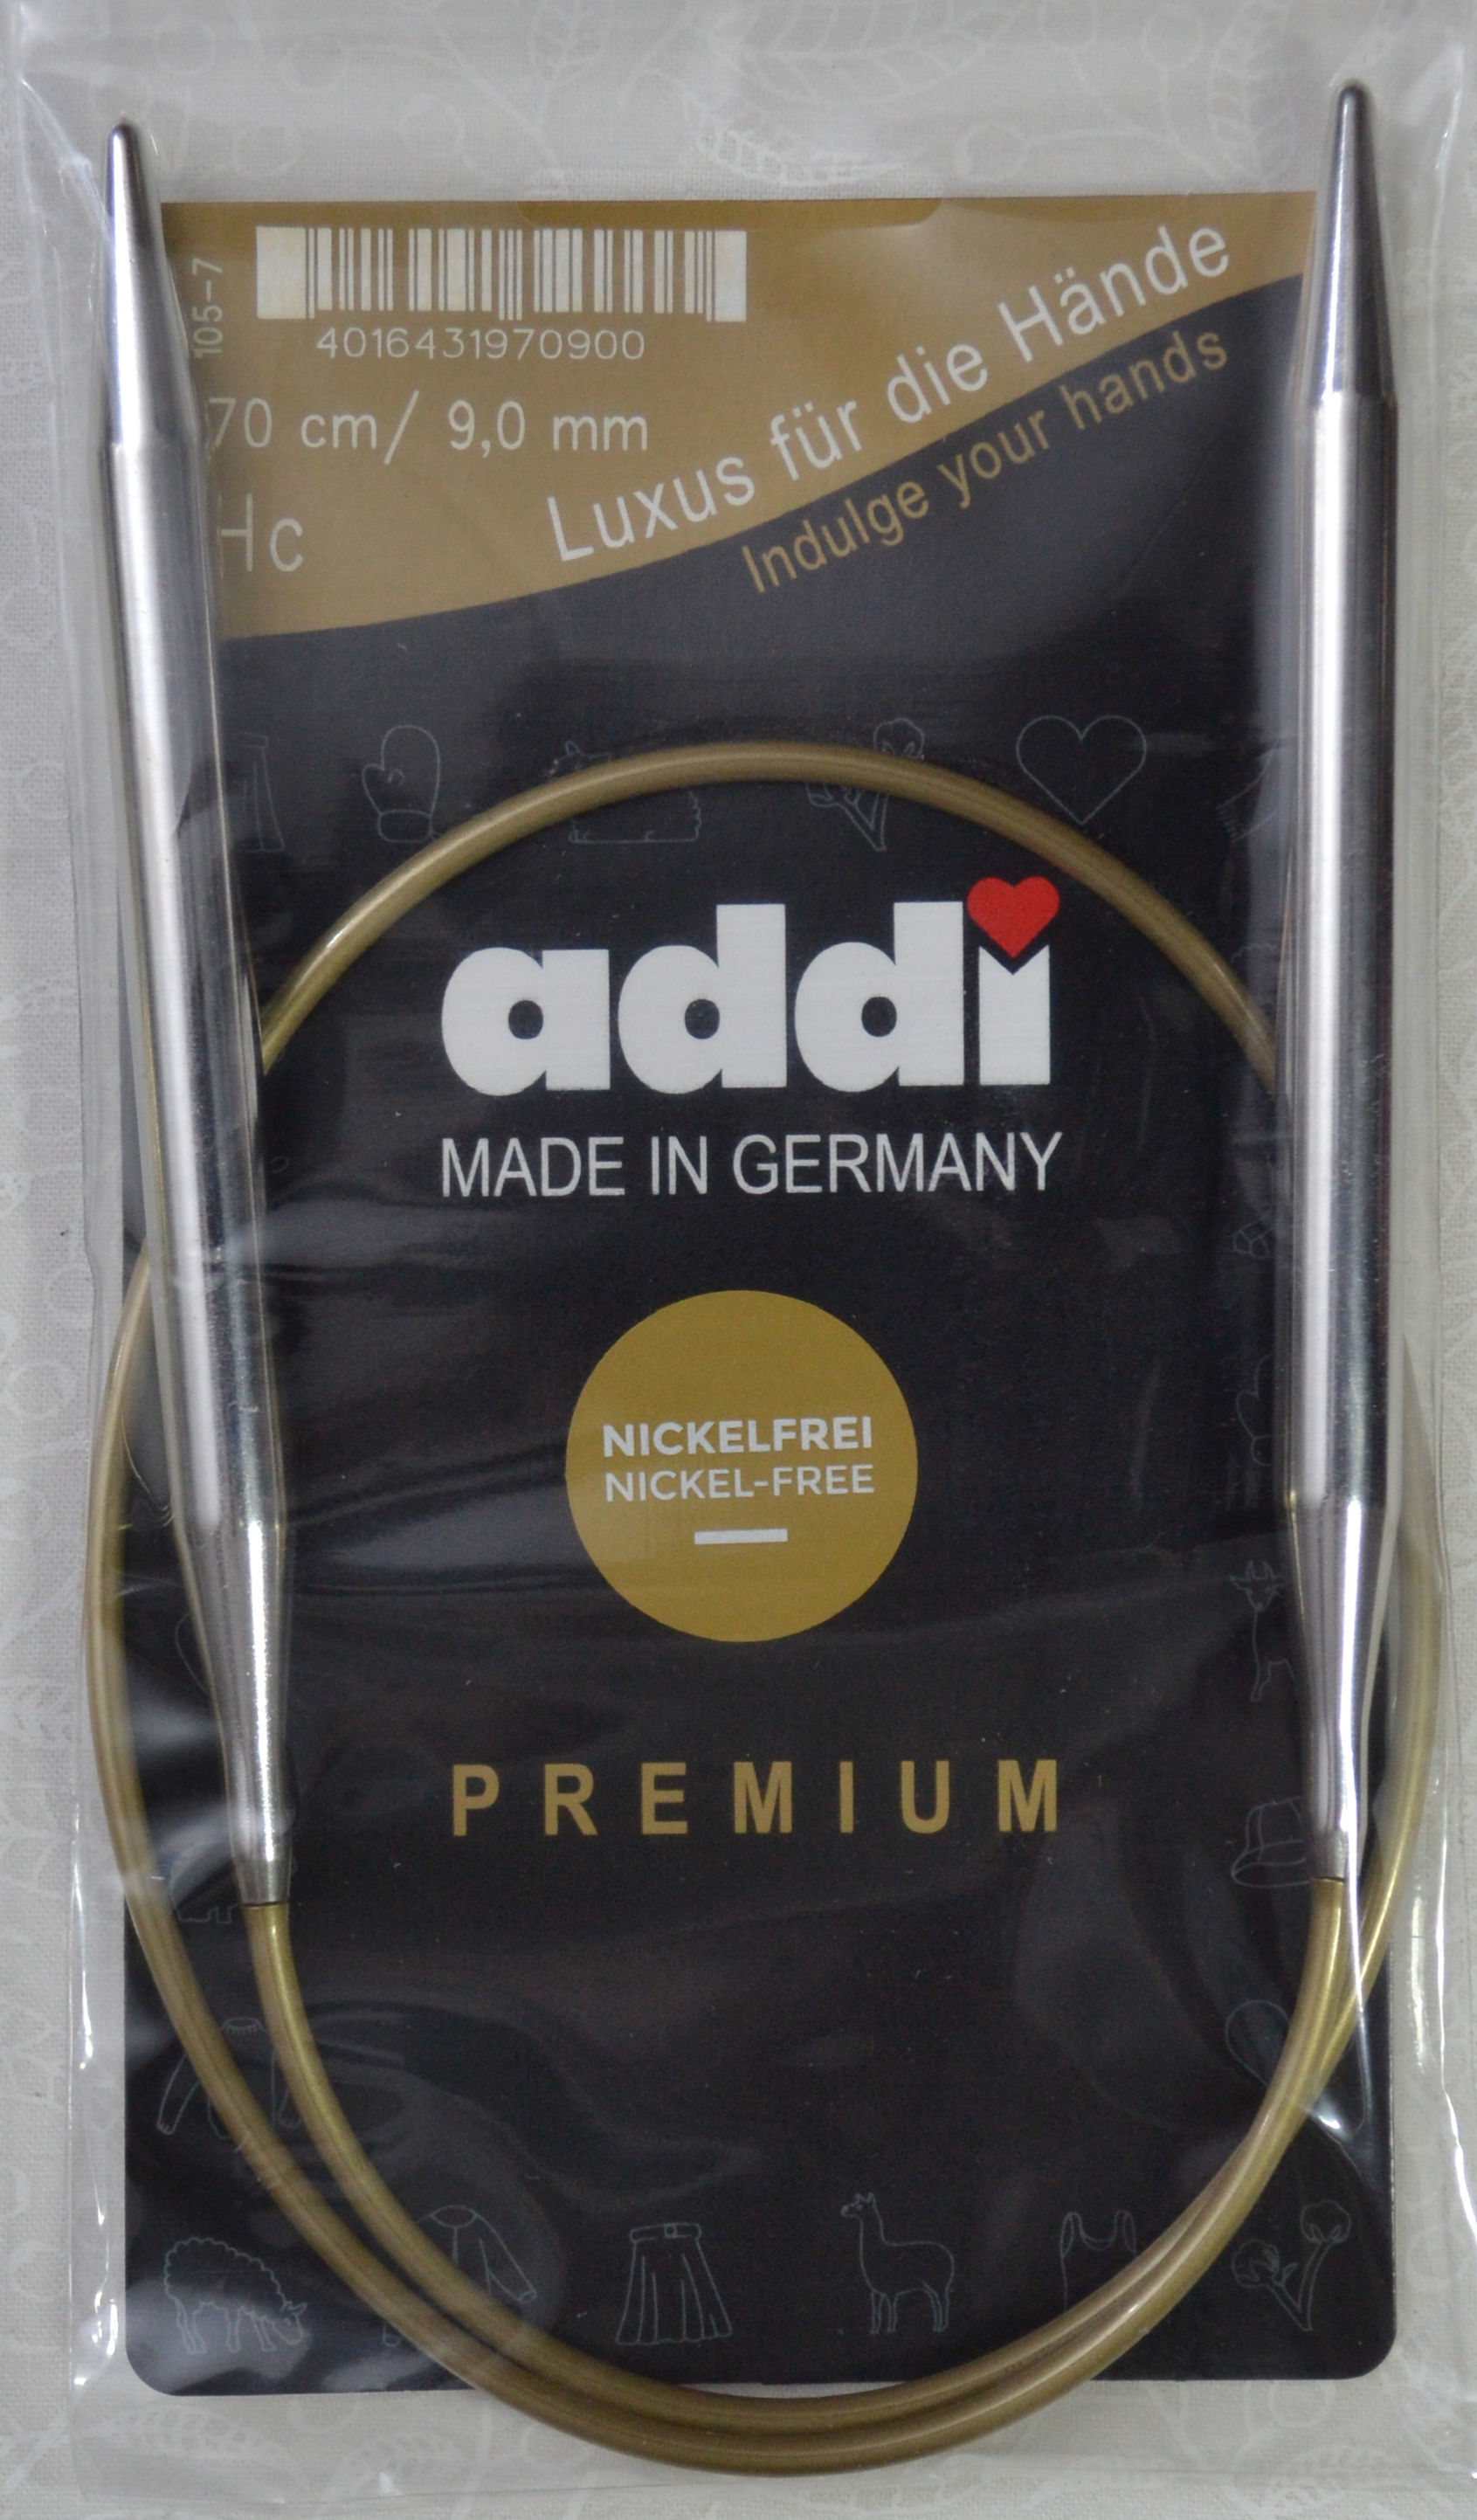 105-7
4016431970900
70 cm/ 9,0 mm
Hc
Luxus für die Hände
Indulge your hands
addi
MADE IN GERMANY
NICKELFREI
NICKEL-FREE
PREMIUM